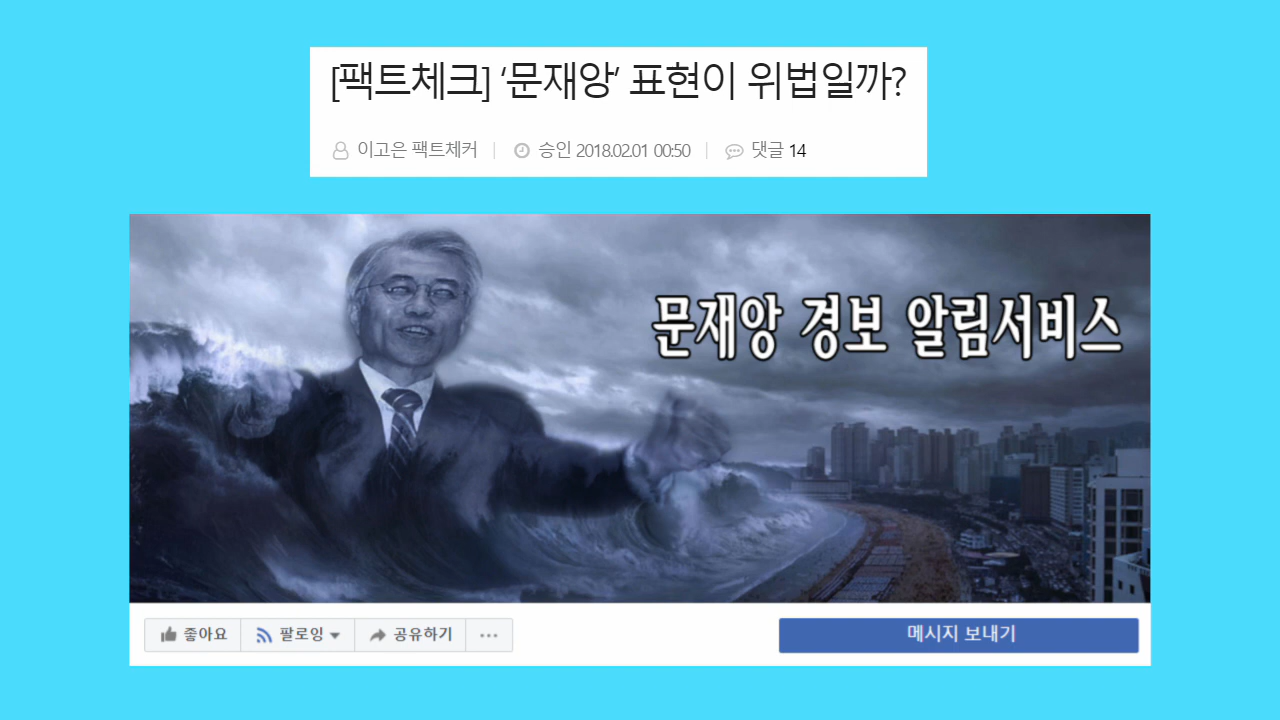 [팩트체크] ‘문재앙’ 표현이 위법일까?
이고은 팩트체커 | 승인 2018.02.01 00:50 | 댓글 14
문재앙 경보 알림서비스
좋아요 팔로잉 공유하기 ··· 메시지 보내기